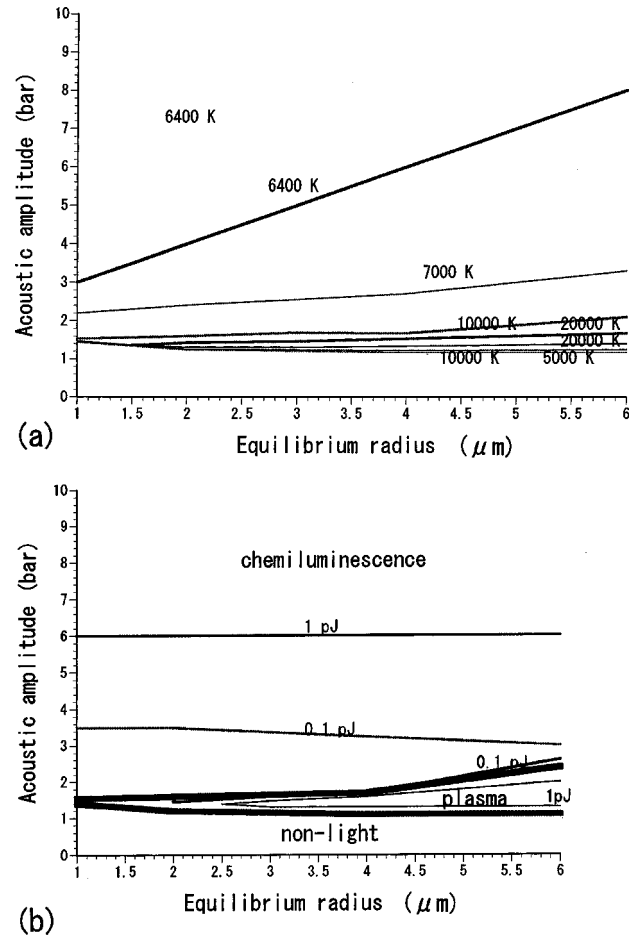 10
9
8
7
6
5
4
3
2
1
0
Acoustic amplitude (bar)
6400 K
6400 K
7000 K
10000 K
20000 K
20000 K
10000 K
5000 K
1 1.5 2 2.5 3 3.5 4 4.5 5 5.5 6
(a)
Equilibrium radius (μm)
10
9
8
7
6
5
4
3
2
1
0
Acoustic amplitude (bar)
chemiluminescence
1 pJ
0.1 pJ
0.1 pJ
plasma
1pJ
non-light
1 1.5 2 2.5 3 3.5 4 4.5 5 5.5 6
Equilibrium radius (μm)
(b)